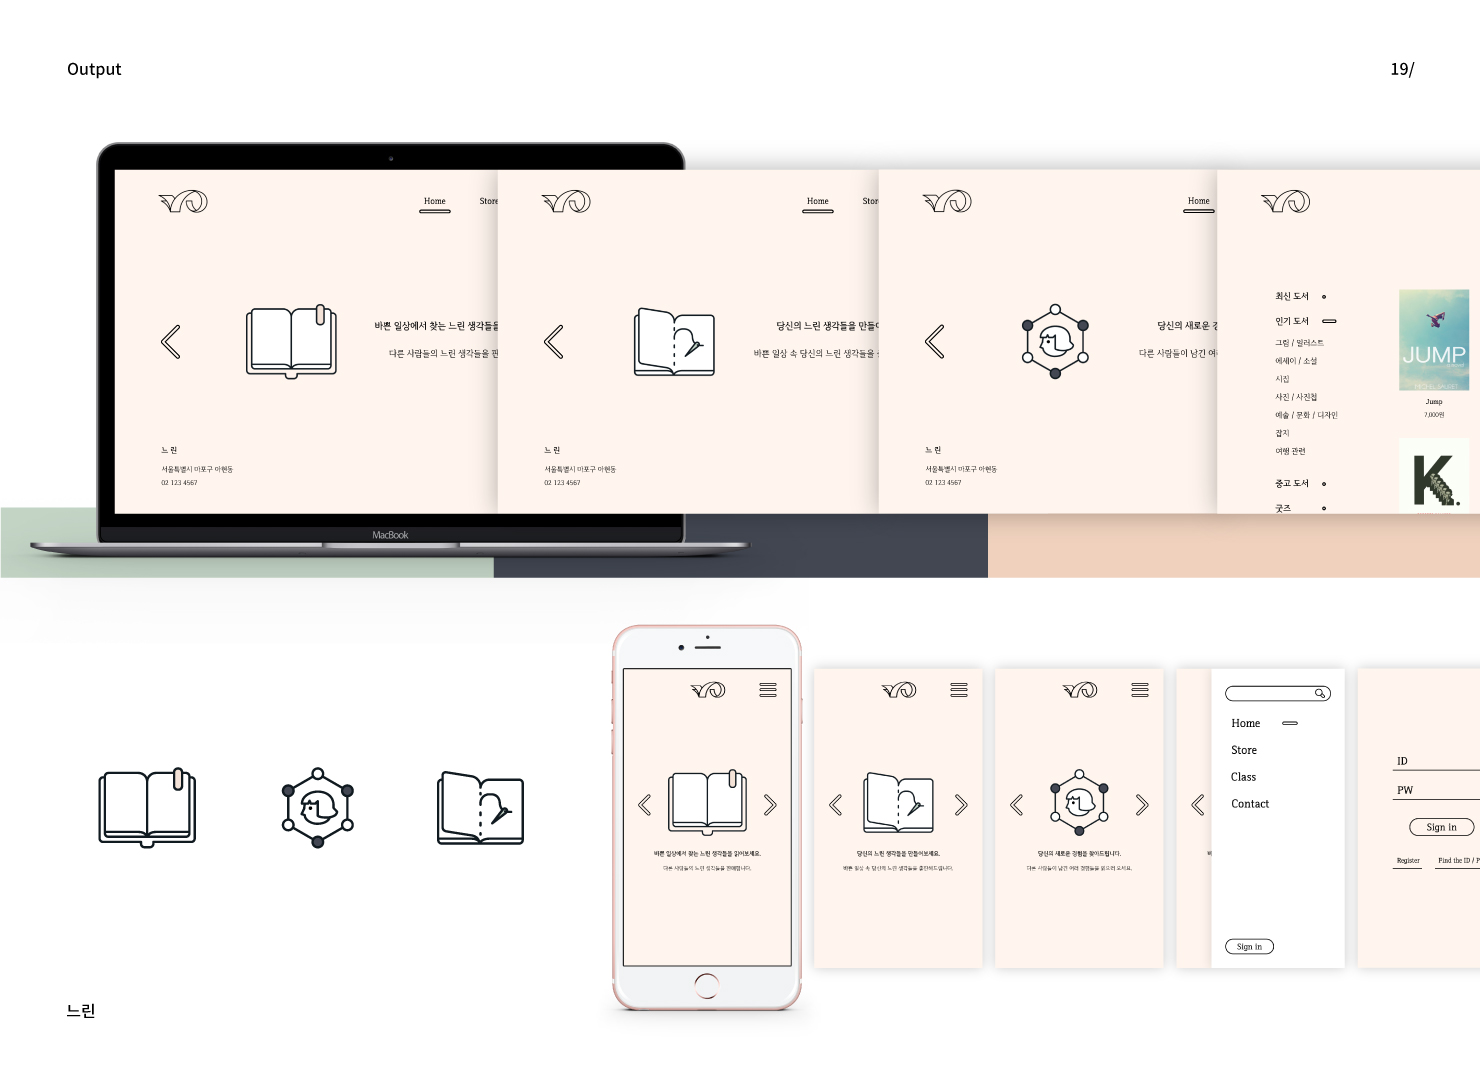 Output
19/
Home
Store
바쁜 일상에서 찾는 느린 생각들을
다른 사람들의 느린 생각들을 판
느 린
서울특별시 마포구 아현동
02 123 4567
Home
Stor
당신의 느린 생각들을 만들어
바쁜 일상 속 당신의 느린 생각들을
느 린
서울특별시 마포구 아현동
02 123 4567
Home
당신의 새로운
다른 사람들이 남긴
느 린
서울특별시 마포구 아현동
02 123 4567
최신 도서
인기 도서
그림 / 일러스트
에세이 / 소설
시집
사진 / 사진첩
예술 / 문화 / 디자인
잡지
여행 관련
중고 도서
굿즈
JUMP
Jump
7,000원
K.
MacBook
바쁜 일상에서 찾는 느린 생각들을 읽어보세요.
다른 사람들의 느린 생각들을 판매합니다.
당신의 느린 생각들을 만들어보세요.
바쁜 일상 속 당신의 느린 생각들을 출판해드립니다.
당신의 새로운 경험을 찾아드립니다.
다른 사람들이 남긴 여러 경험들을 읽으러 오세요.
Home
Store
Class
Contact
Sign in
ID
PW
Sign in
Register
Find the ID / P
느린